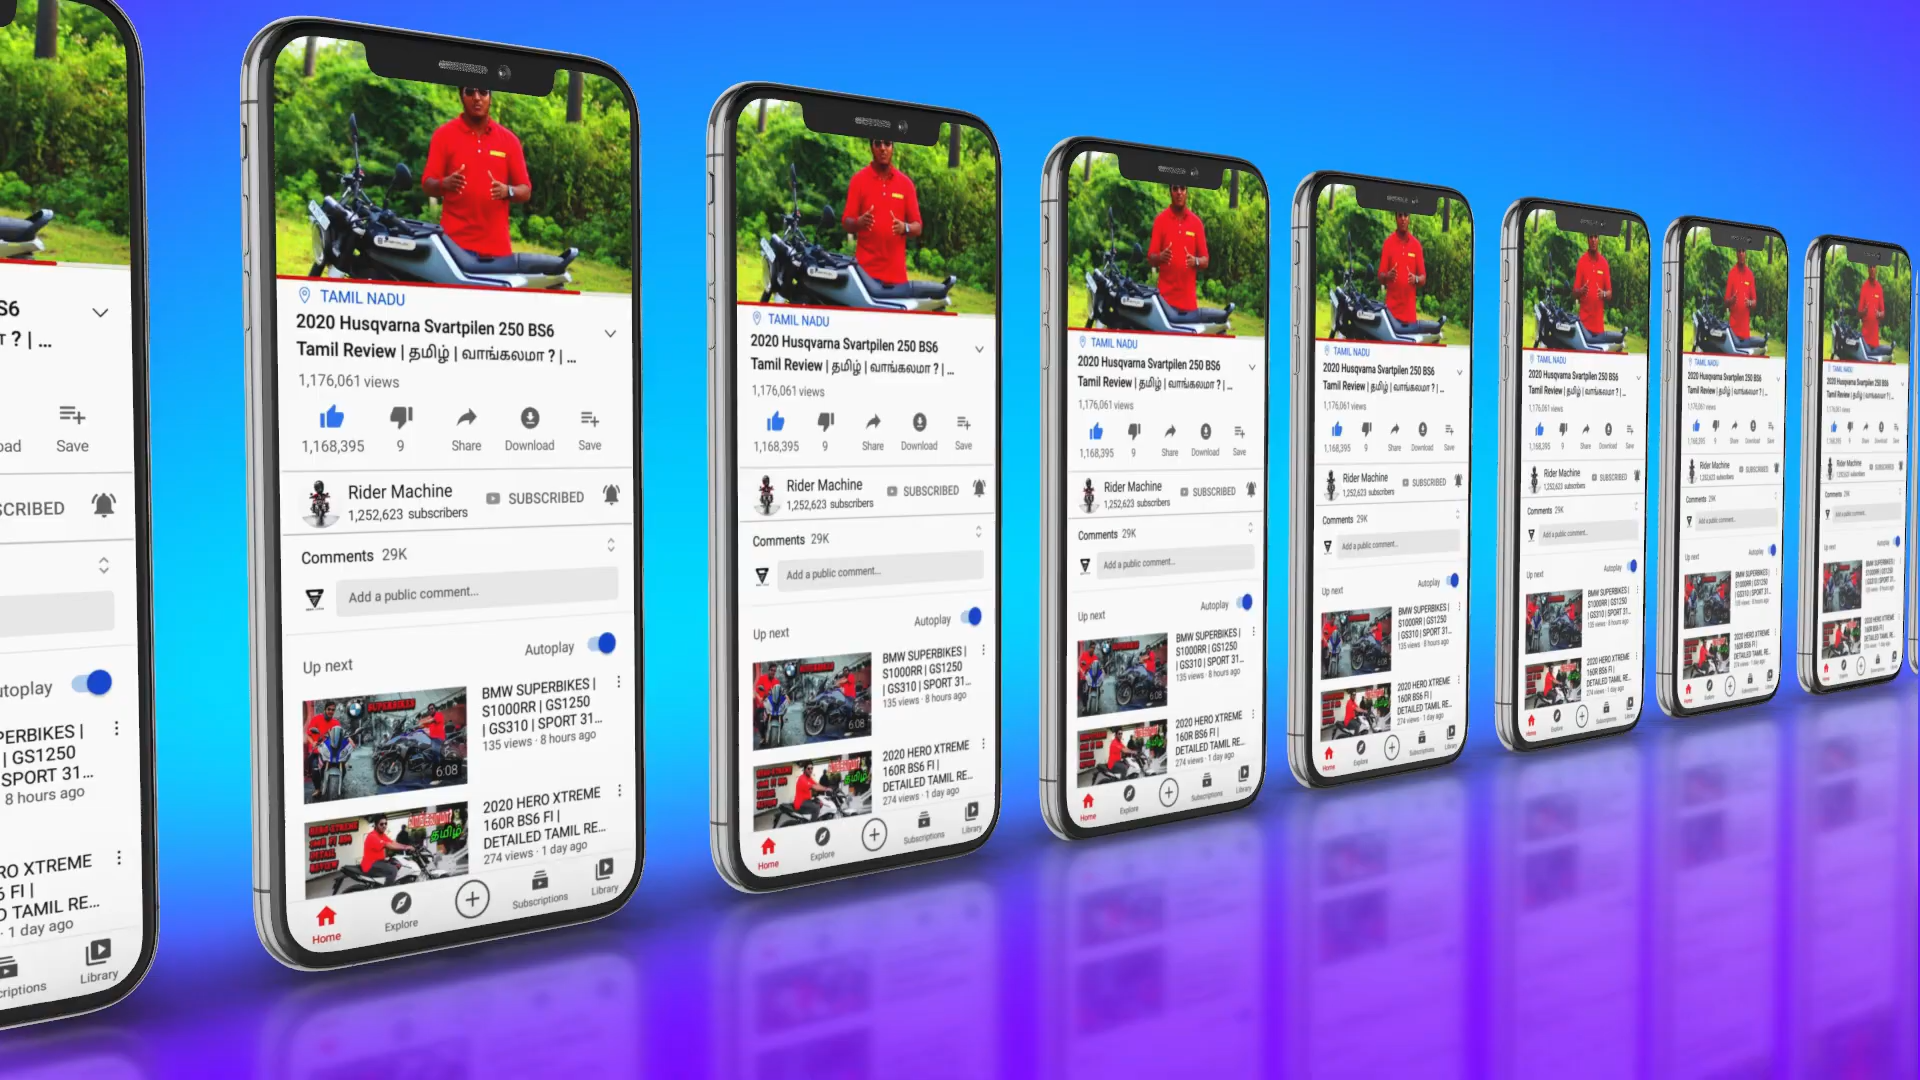 TAMIL NADU
2020 Husqvarna Svartpilen 250 BS6
Tamil Review | தமிழ் | வாங்கலமா ? | ...
1,176,061 views
1,168,395
9
Share
Download
Save
Rider Machine
1,252,623 subscribers
SUBSCRIBED
Comments 29K
Add a public comment...
Up next
Autoplay
SUPERBIKES
6:08
BMW SUPERBIKES |
S1000RR | GS1250
| GS310 | SPORT 31...
135 views · 8 hours ago
தமிழ்
2020 HERO XTREME
160R BS6 FI |
DETAILED TAMIL RE...
274 views · 1 day ago
Home
Explore
Subscriptions
Library